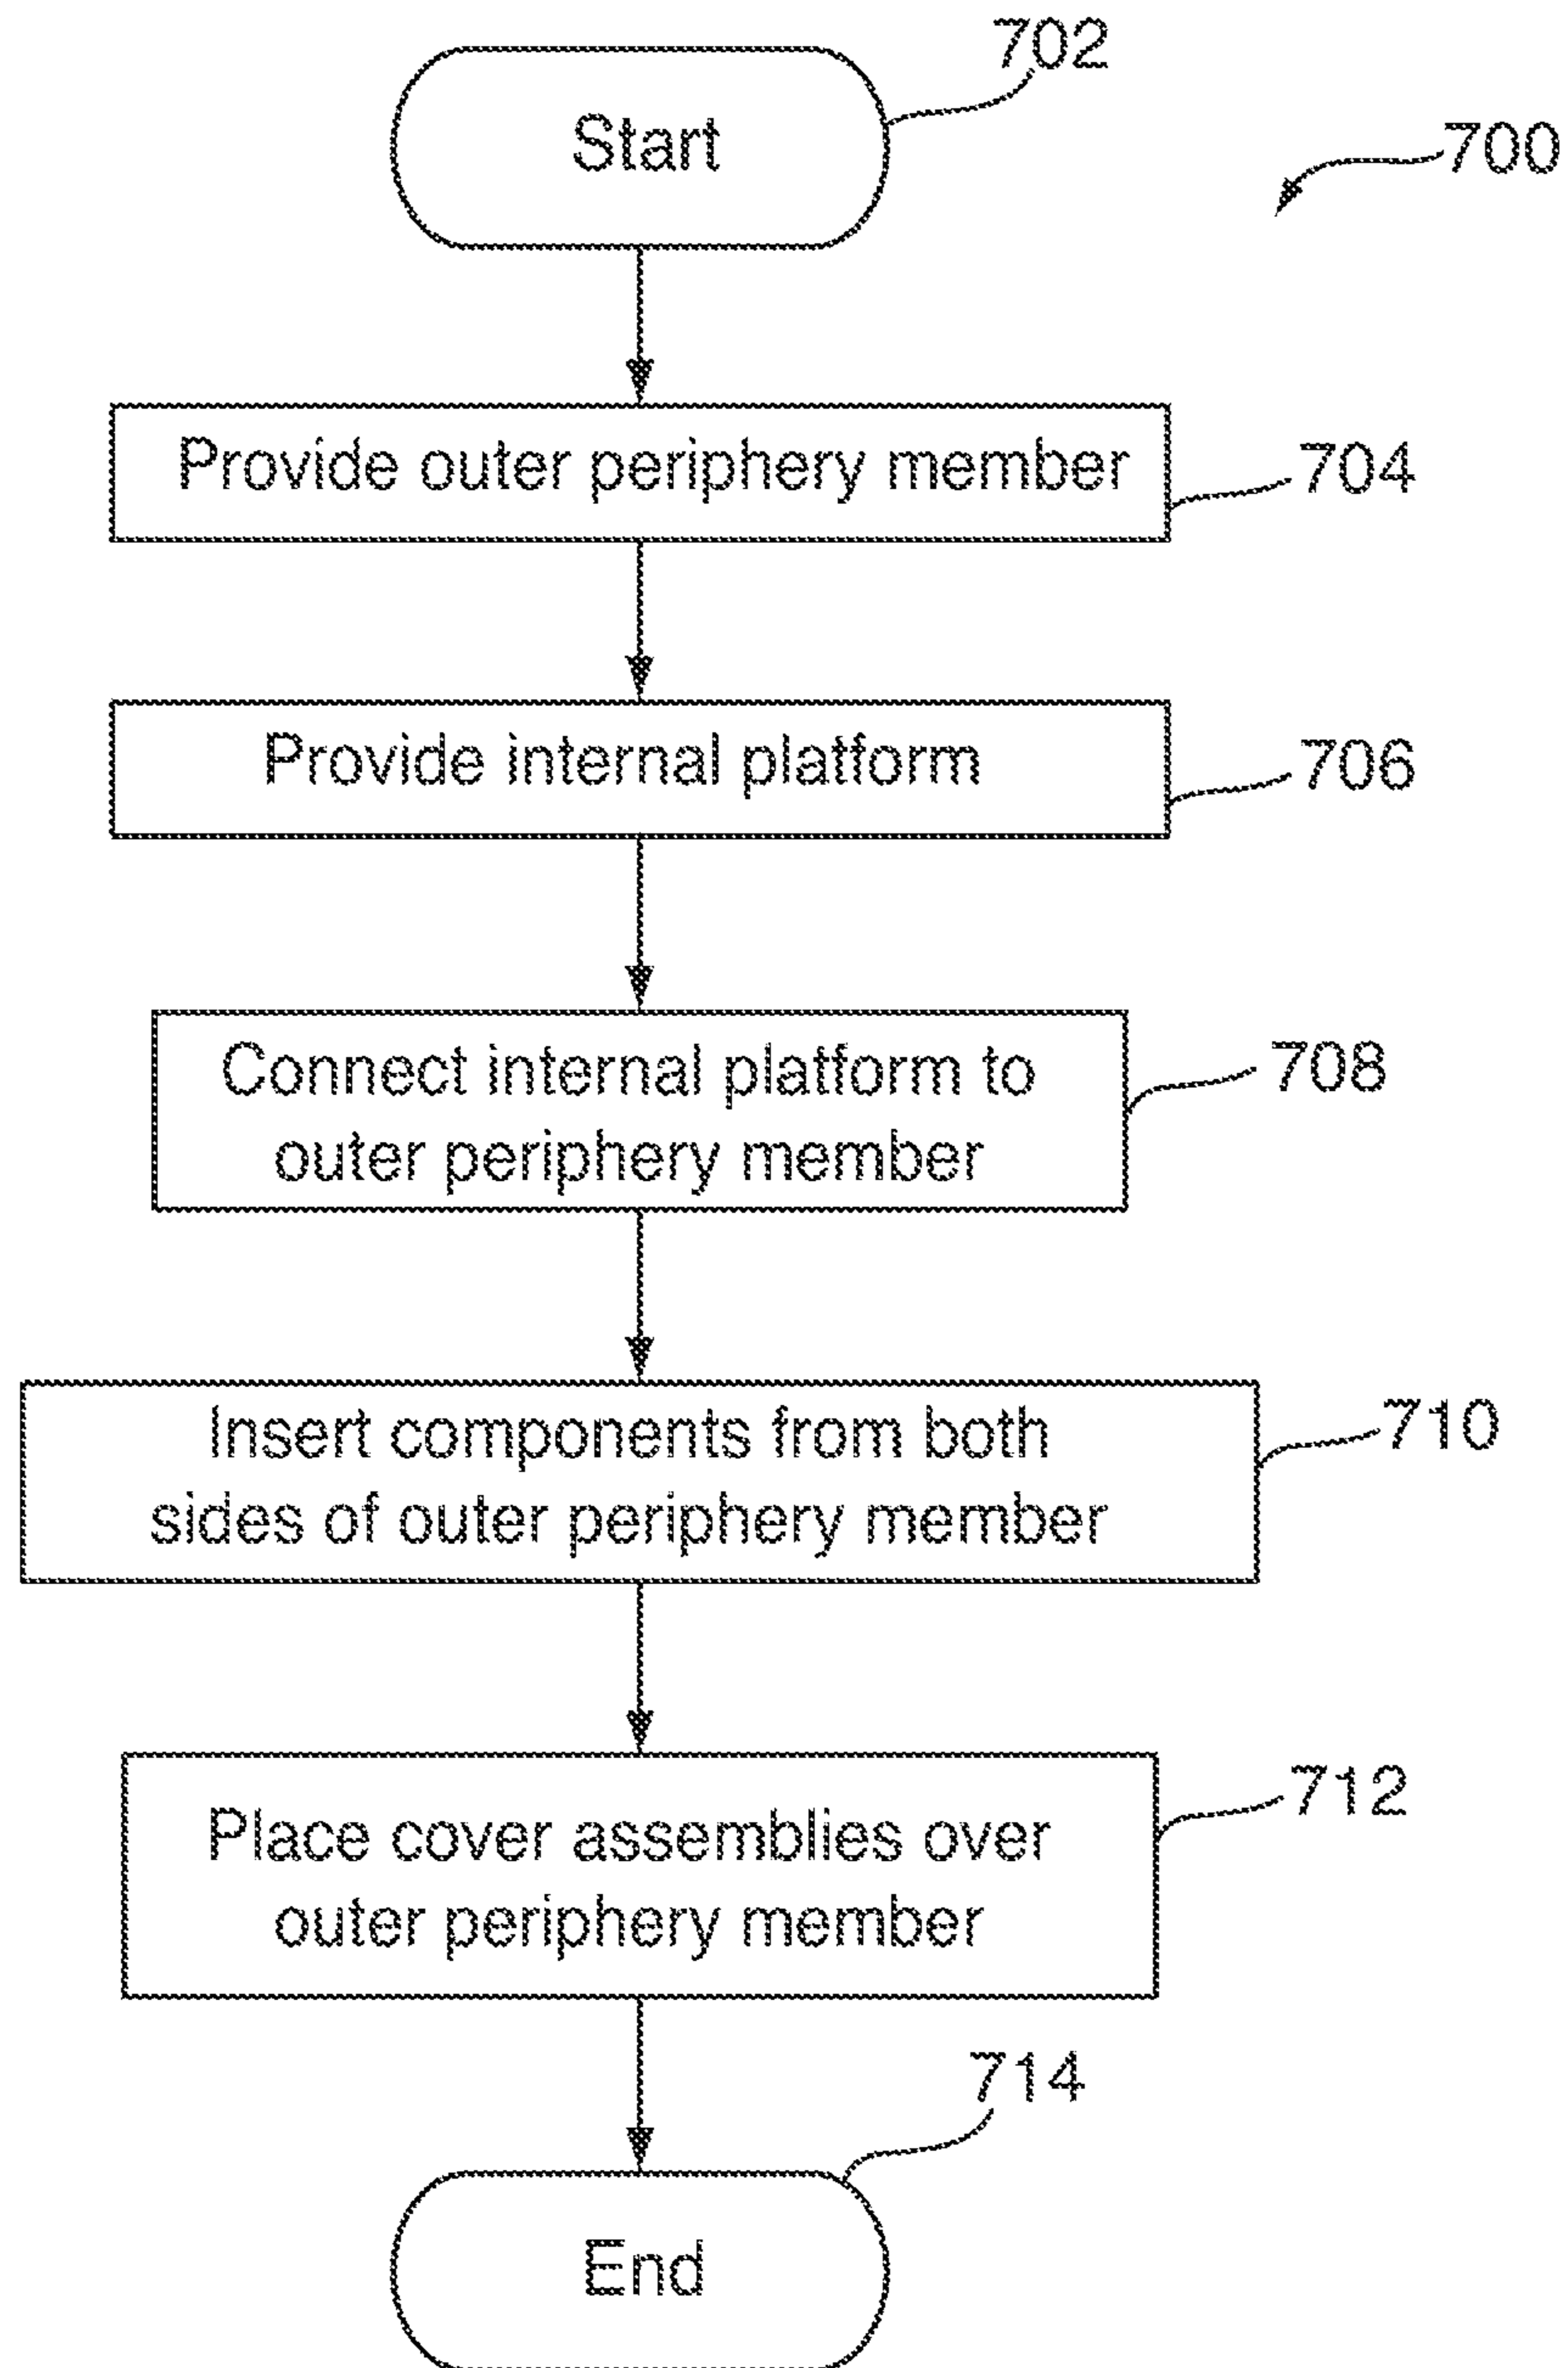 702
Start
700
Provide outer periphery member
704
Provide internal platform
706
Connect internal platform to
outer periphery member
708
Insert components from both
sides of outer periphery member
710
Place cover assemblies over
outer periphery member
712
714
End